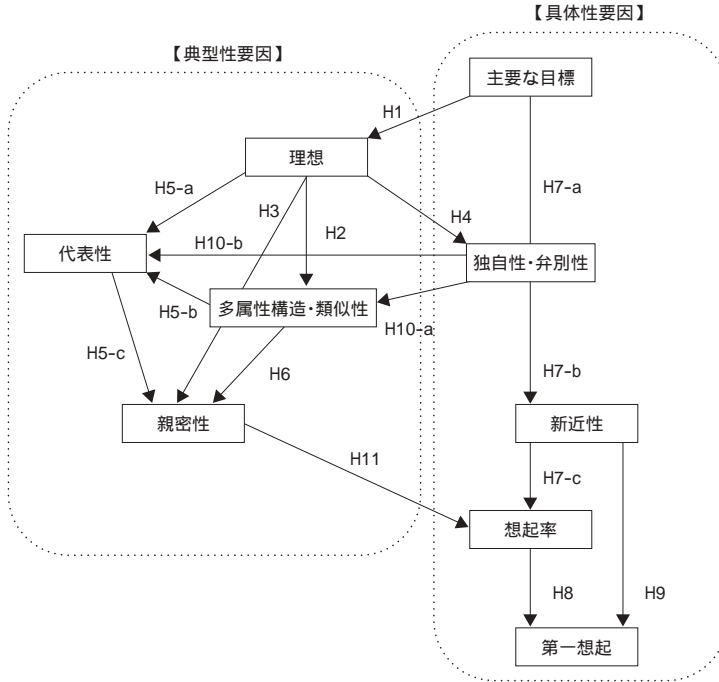 【具体性要因】
【典型性要因】
主要な目標
H1
理想
H5-a
H3
H4
H7-a
H2
H10-b
代表性
独自性・弁別性
多属性構造・類似性
H5-b
H10-a
H5-c
H6
H7-b
親密性
新近性
H11
H7-c
想起率
H8
H9
第一想起